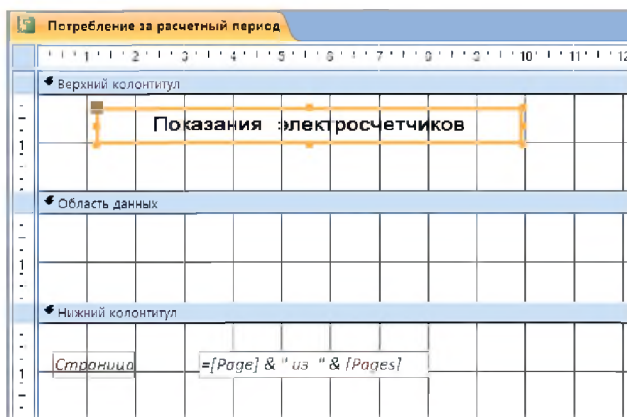 Потребление за расчетный период
1 2 3 4 5 6 7 8 9 10 11 12
Верхний колонтитул
Показания электросчетчиков
1
Область данных
1
Нижний колонтитул
Страница =[Page] & " из " & [Pages]
1